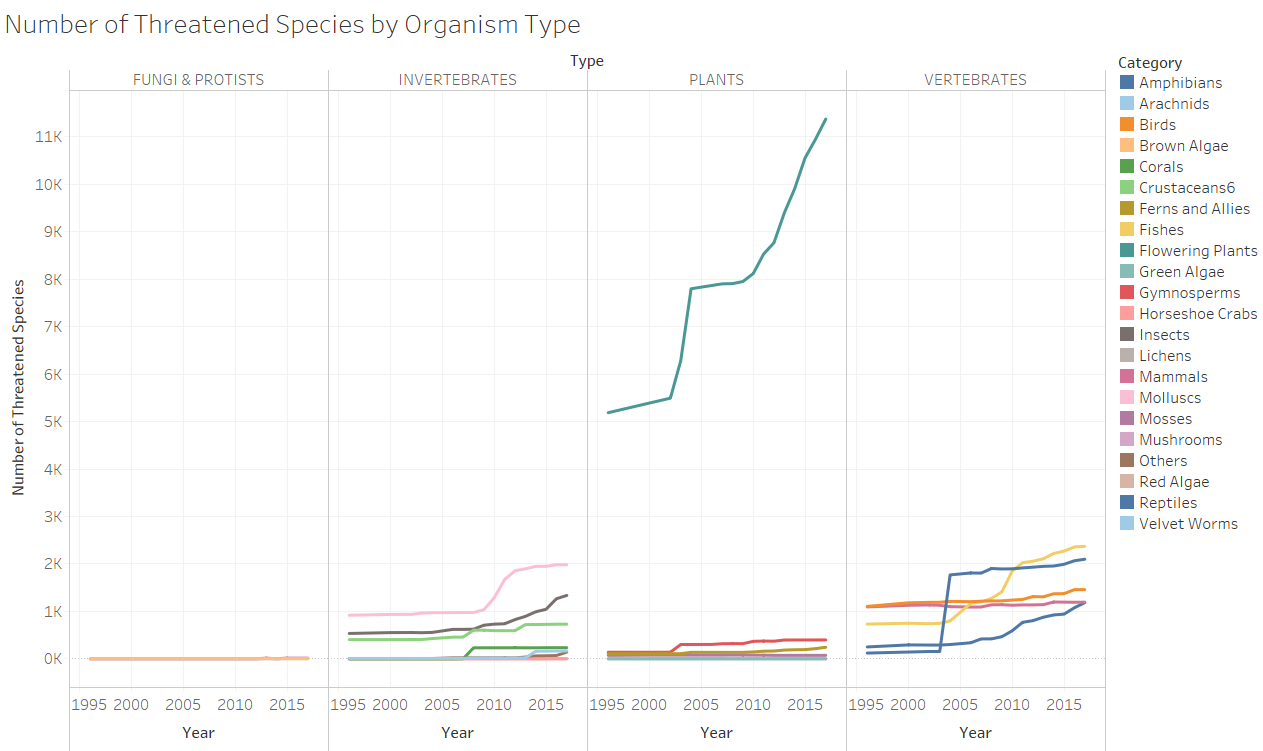 Number of Threatened Species by Organism Type
Type
FUNGI & PROTISTS INVERTEBRATES PLANTS VERTEBRATES
Number of Threatened Species
11K
10K
9K
8K
7K
6K
5K
4K
3K
2K
1K
0K
1995 2000 2005 2010 2015 1995 2000 2005 2010 2015 1995 2000 2005 2010 2015 1995 2000 2005 2010 2015
Year Year Year Year
Category
Amphibians
Arachnids
Birds
Brown Algae
Corals
Crustaceans6
Ferns and Allies
Fishes
Flowering Plants
Green Algae
Gymnosperms
Horseshoe Crabs
Insects
Lichens
Mammals
Molluscs
Mosses
Mushrooms
Others
Red Algae
Reptiles
Velvet Worms